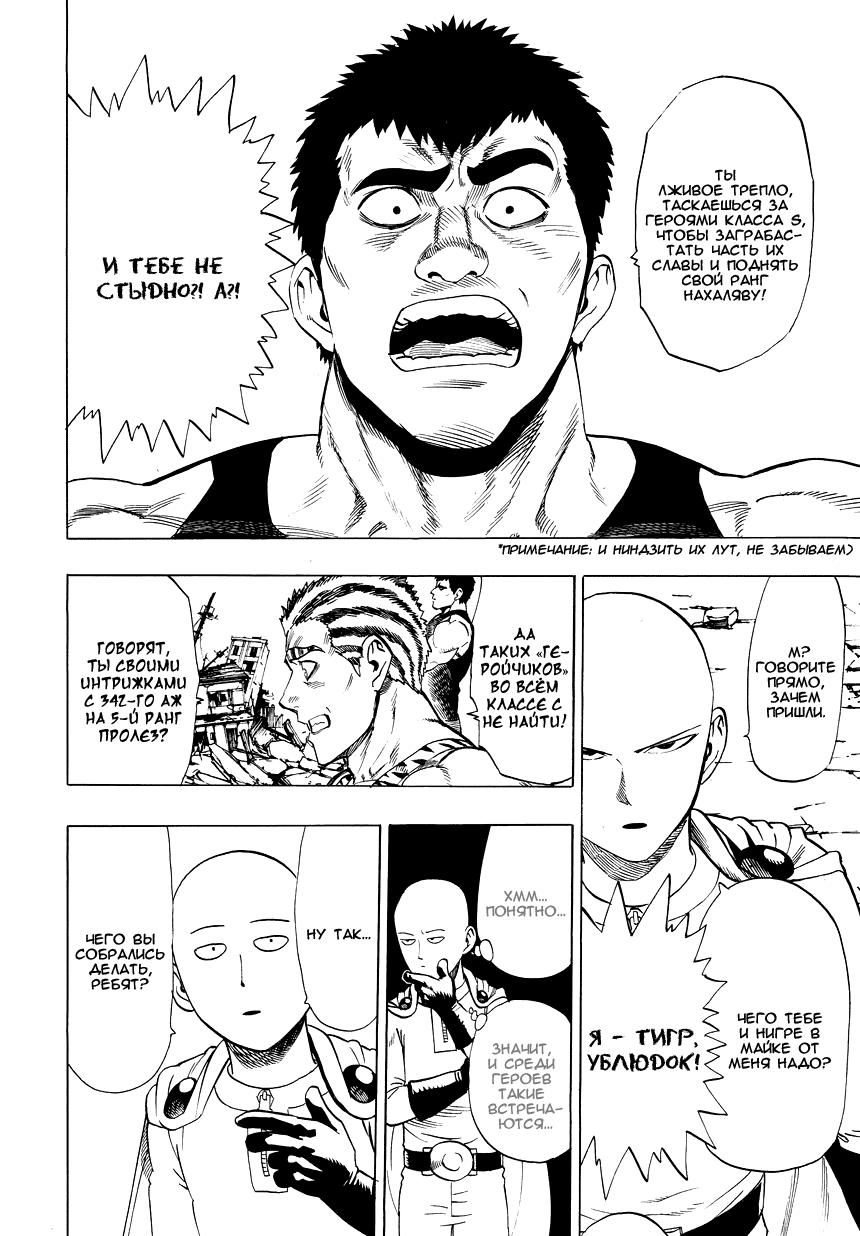 ТЫ
ЛЖИВОЕ ТРЕПЛО,
ТАСКАЕШЬСЯ ЗА
ГЕРОЯМИ КЛАССА S,
ЧТОБЫ ЗАГРАБАС-
ТАТЬ ЧАСТЬ ИХ
СЛАВЫ И ПОДНЯТЬ
СВОЙ РАНГ
НАХАЛЯВУ!
И ТЕБЕ НЕ
СТЫДНО?! А?!
*ПРИМЕЧАНИЕ: И НИНДЗИТЬ ИХ ЛУТ, НЕ ЗАБЫВАЕМ)
М?
ГОВОРИТЕ
ПРЯМО,
ЗАЧЕМ
ПРИШЛИ.
ЧЕГО ТЕБЕ
И НИГРЕ В
МАЙКЕ ОТ
МЕНЯ НАДО?
Я - ТИГР,
УБЛЮДОК!
ДА
ТАКИХ «ГЕ-
РОЙЧИКОВ»
ВО ВСЁМ
КЛАССЕ С
НЕ НАЙТИ!
ГОВОРЯТ,
ТЫ СВОИМИ
ИНТРИЖКАМИ
С 342-ГО АЖ
НА 5-Й РАНГ
ПРОЛЕЗ?
ХММ...
ПОНЯТНО...
ЗНАЧИТ,
И СРЕДИ
ГЕРОЕВ
ТАКИЕ
ВСТРЕЧА-
ЮТСЯ...
НУ ТАК...
ЧЕГО ВЫ
СОБРАЛИСЬ
ДЕЛАТЬ,
РЕБЯТ?